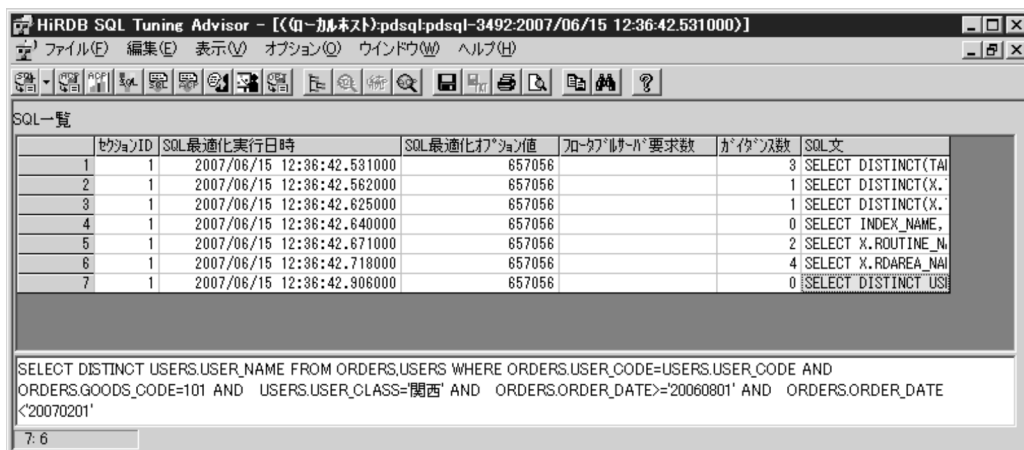 HiRDB SQL Tuning Advisor - [(ﾛｰｶﾙﾎｽﾄ):pdsql:pdsql-3492:2007/06/15 12:36:42.531000)]
ファイル(F) 編集(E) 表示(V) オプション(O) ウインドウ(W) ヘルプ(H)
SQL一覧
ｾｸｼｮﾝID SQL最適化実行日時 SQL最適化ｵﾌﾟｼｮﾝ値 ﾌﾛｰﾀﾌﾞﾙｻｰﾊﾞ要求数 ｶﾞｲﾀﾞﾝｽ数 SQL文
1 1 2007/06/15 12:36:42.531000 657056 3 SELECT DISTINCT(TA
2 1 2007/06/15 12:36:42.562000 657056 1 SELECT DISTINCT(X.
3 1 2007/06/15 12:36:42.625000 657056 1 SELECT DISTINCT(X.
4 1 2007/06/15 12:36:42.640000 657056 0 SELECT INDEX_NAME,
5 1 2007/06/15 12:36:42.671000 657056 2 SELECT X.ROUTINE_N
6 1 2007/06/15 12:36:42.718000 657056 4 SELECT X.RDAREA_NA
7 1 2007/06/15 12:36:42.906000 657056 0 SELECT DISTINCT US
SELECT DISTINCT USERS.USER_NAME FROM ORDERS,USERS WHERE ORDERS.USER_CODE=USERS.USER_CODE AND
ORDERS.GOODS_CODE=101 AND USERS.USER_CLASS='関西' AND ORDERS.ORDER_DATE>='20060801' AND ORDERS.ORDER_DATE
<'20070201'
7: 6